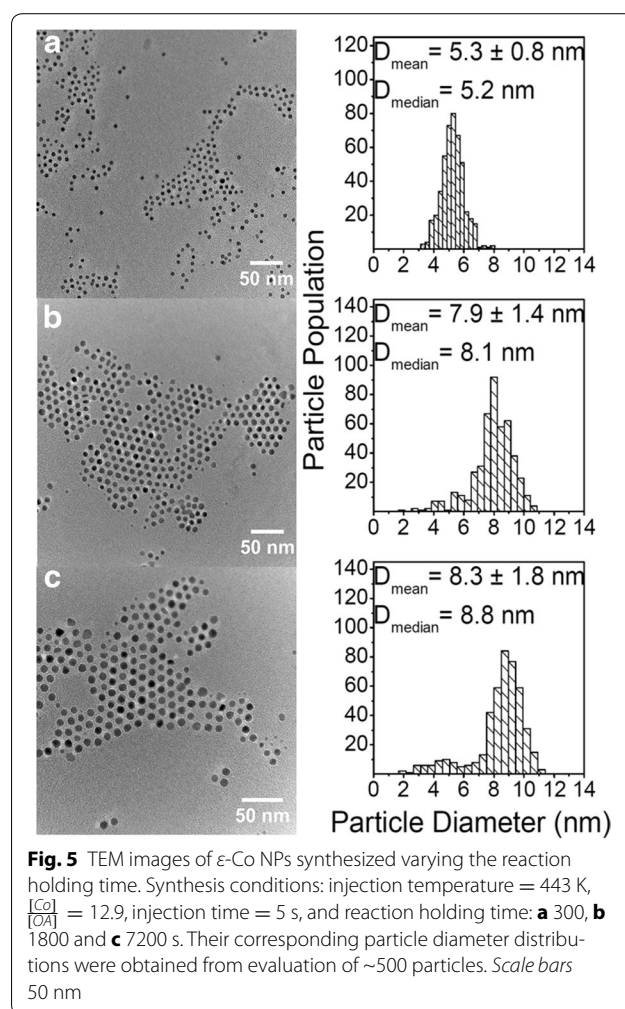 a
50 nm
120
100
80
60
40
20
D_mean = 5.3 ± 0.8 nm
D_median = 5.2 nm
0 2 4 6 8 10 12 14
b
50 nm
140
120
100
80
60
40
20
D_mean = 7.9 ± 1.4 nm
D_median = 8.1 nm
0 2 4 6 8 10 12 14
c
50 nm
140
120
100
80
60
40
20
D_mean = 8.3 ± 1.8 nm
D_median = 8.8 nm
0 2 4 6 8 10 12 14
Particle Population
Particle Diameter (nm)
Fig. 5 TEM images of ε-Co NPs synthesized varying the reaction
holding time. Synthesis conditions: injection temperature = 443 K,
[Co]/[OA] = 12.9, injection time = 5 s, and reaction holding time: a 300, b
1800 and c 7200 s. Their corresponding particle diameter distribu-
tions were obtained from evaluation of ~500 particles. Scale bars
50 nm